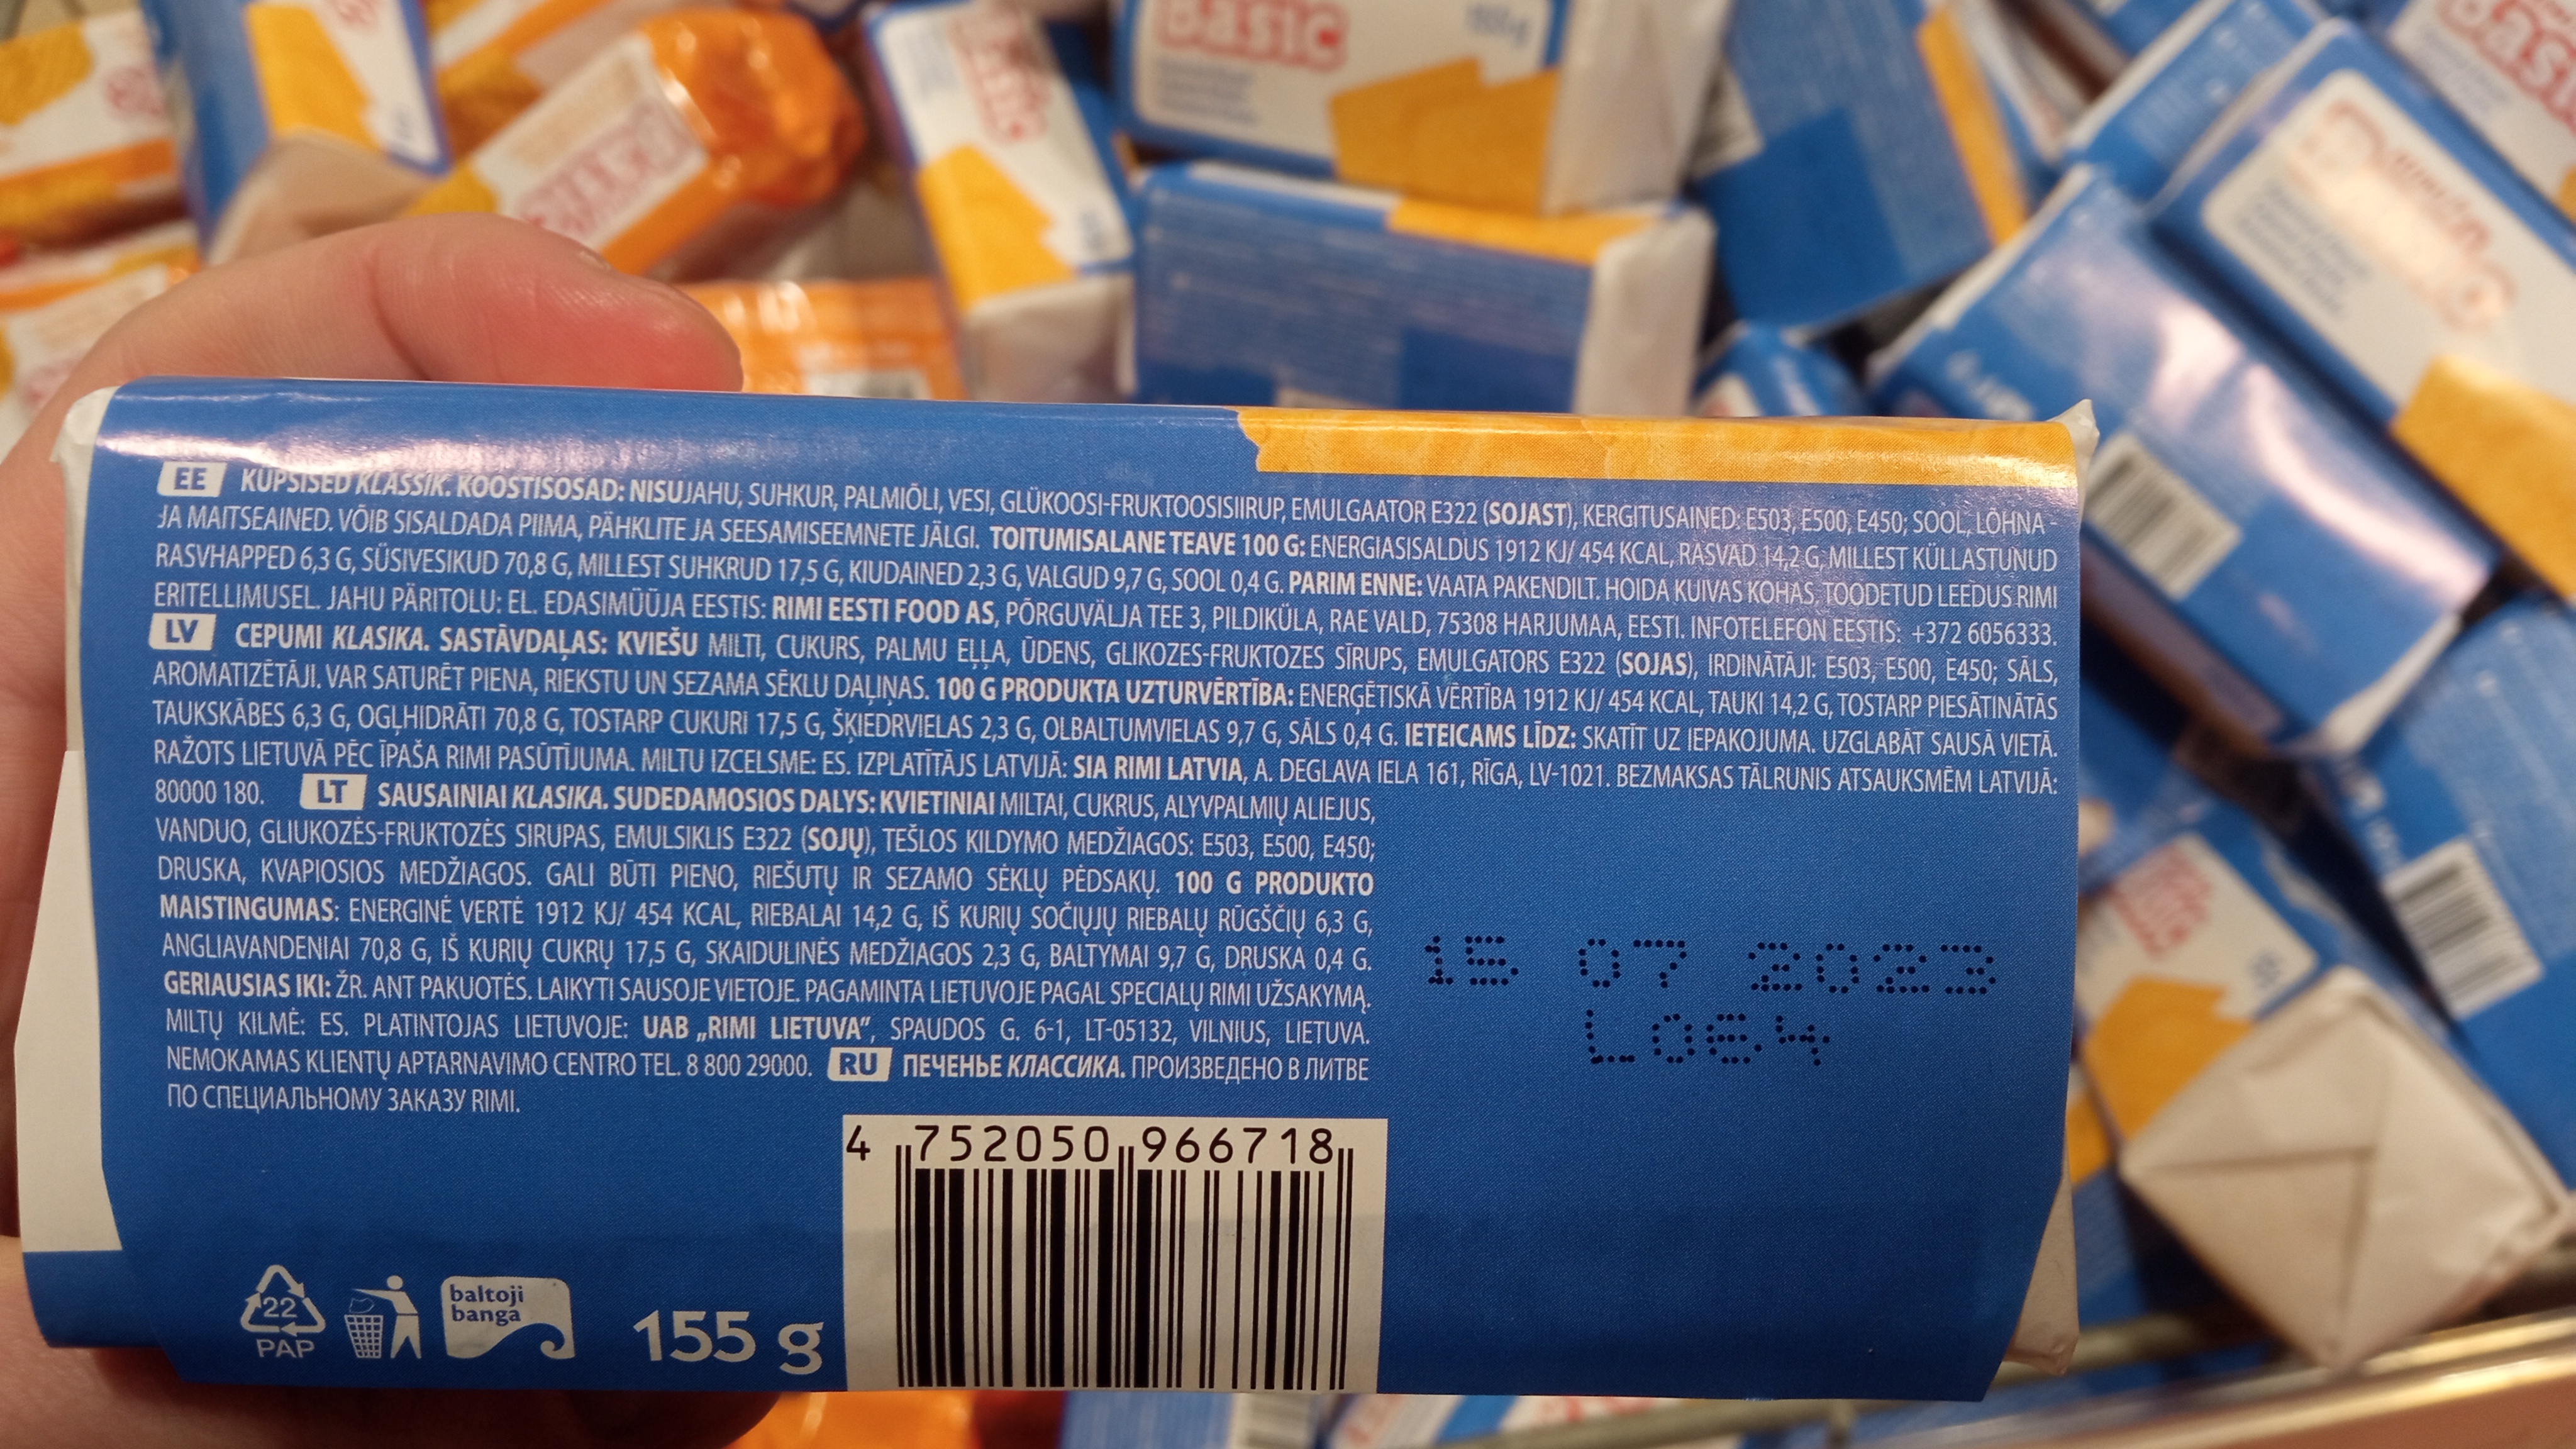 Basic
EE KÜPSISED KLASSIK. KOOSTISOSAD: NISUJAHU, SUHKUR, PALMIÕLI, VESI, GLÜKOOSI-FRUKTOOSISIIRUP, EMULGAATOR E322 (SOJAST), KERGITUSAINED: E503, E500, E450; SOOL, LÕHNA-
JA MAITSEAINED. VÕIB SISALDADA PIIMA, PÄHKLITE JA SEESAMISEEMNETE JÄLGI. TOITUMISALANE TEAVE 100 G: ENERGIASISALDUS 1912 KJ/ 454 KCAL, RASVAD 14,2 G, MILLEST KÜLLASTUNUD
RASVHAPPED 6,3 G, SÜSIVESIKUD 70,8 G, MILLEST SUHKRUD 17,5 G, KIUDAINED 2,3 G, VALGUD 9,7 G, SOOL 0,4 G. PARIM ENNE: VAATA PAKENDILT. HOIDA KUIVAS KOHAS. TOODETUD LEEDUS RIMI
ERITELLIMUSEL. JAHU PÄRITOLU: EL. EDASIMÜÜJA EESTIS: RIMI EESTI FOOD AS, PÕRGUVÄLJA TEE 3, PILDIKÜLA, RAE VALD, 75308 HARJUMAA, EESTI. INFOTELEFON EESTIS: +372 6056333.
LV CEPUMI KLASIKA. SASTĀVDAĻAS: KVIEŠU MILTI, CUKURS, PALMU EĻĻA, ŪDENS, GLIKOZES-FRUKTOZES SĪRUPS, EMULGATORS E322 (SOJAS), IRDINĀTĀJI: E503, E500, E450; SĀLS,
AROMATIZĒTĀJI. VAR SATURĒT PIENA, RIEKSTU UN SEZAMA SĒKLU DAĻIŅAS. 100 G PRODUKTA UZTURVĒRTĪBA: ENERĢĒTISKĀ VĒRTĪBA 1912 KJ/ 454 KCAL, TAUKI 14,2 G, TOSTARP PIESĀTINĀTĀS
TAUKSKĀBES 6,3 G, OGĻHIDRĀTI 70,8 G, TOSTARP CUKURI 17,5 G, ŠĶIEDRVIELAS 2,3 G, OLBALTUMVIELAS 9,7 G, SĀLS 0,4 G. IETEICAMS LĪDZ: SKATĪT UZ IEPAKOJUMA. UZGLABĀT SAUSĀ VIETĀ.
RAŽOTS LIETUVĀ PĒC ĪPAŠA RIMI PASŪTĪJUMA. MILTU IZCELSME: ES. IZPLATĪTĀJS LATVIJĀ: SIA RIMI LATVIA, A. DEGLAVA IELA 161, RĪGA, LV-1021. BEZMAKSAS TĀLRUNIS ATSAUKSMĒM LATVIJĀ:
80000 180. LT SAUSAINIAI KLASIKA. SUDEDAMOSIOS DALYS: KVIETINIAI MILTAI, CUKRUS, ALYVPALMIŲ ALIEJUS,
VANDUO, GLIUKOZĖS-FRUKTOZĖS SIRUPAS, EMULSIKLIS E322 (SOJŲ), TEŠLOS KILDYMO MEDŽIAGOS: E503, E500, E450;
DRUSKA, KVAPIOSIOS MEDŽIAGOS. GALI BŪTI PIENO, RIEŠUTŲ IR SEZAMO SĖKLŲ PĖDSAKŲ. 100 G PRODUKTO
MAISTINGUMAS: ENERGINĖ VERTĖ 1912 KJ/ 454 KCAL, RIEBALAI 14,2 G, IŠ KURIŲ SOČIŲJŲ RIEBALŲ RŪGŠČIŲ 6,3 G,
ANGLIAVANDENIAI 70,8 G, IŠ KURIŲ CUKRŲ 17,5 G, SKAIDULINĖS MEDŽIAGOS 2,3 G, BALTYMAI 9,7 G, DRUSKA 0,4 G.
GERIAUSIAS IKI: ŽR. ANT PAKUOTĖS. LAIKYTI SAUSOJE VIETOJE. PAGAMINTA LIETUVOJE PAGAL SPECIALŲ RIMI UŽSAKYMĄ.
MILTŲ KILMĖ: ES. PLATINTOJAS LIETUVOJE: UAB „RIMI LIETUVA”, SPAUDOS G. 6-1, LT-05132, VILNIUS, LIETUVA.
NEMOKAMAS KLIENTŲ APTARNAVIMO CENTRO TEL. 8 800 29000. RU ПЕЧЕНЬЕ КЛАССИКА. ПРОИЗВЕДЕНО В ЛИТВЕ
ПО СПЕЦИАЛЬНОМУ ЗАКАЗУ RIMI.
15 07 2023
L064
4 752050 966718
22
PAP
baltoji
banga
155 g